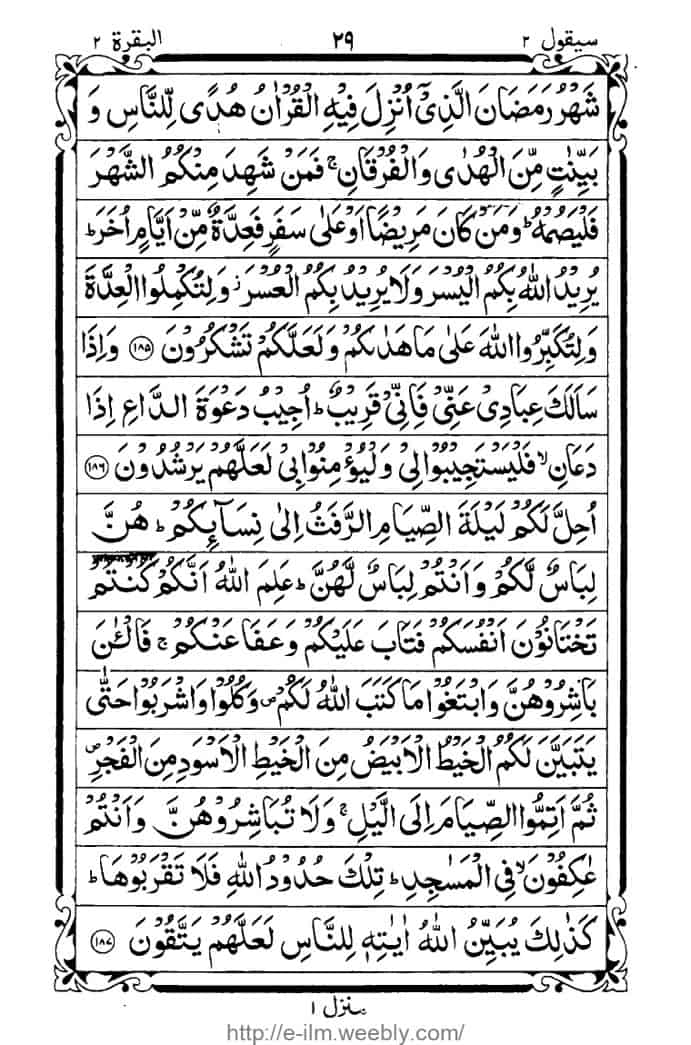 سيقول ٢ ٢٩ البقرة ٢
شَهْرُ رَمَضَانَ الَّذِىْٓ اُنْزِلَ فِيْهِ الْقُرْاٰنُ هُدًى لِّلنَّاسِ وَ
بَيِّنٰتٍ مِّنَ الْهُدٰى وَالْفُرْقَانِ ۚ فَمَنْ شَهِدَ مِنْكُمُ الشَّهْرَ
فَلْيَصُمْهُ ؕ وَمَنْ كَانَ مَرِيْضًا اَوْ عَلٰى سَفَرٍ فَعِدَّةٌ مِّنْ اَيَّامٍ اُخَرَ ؕ
يُرِيْدُ اللّٰهُ بِكُمُ الْيُسْرَ وَلَا يُرِيْدُ بِكُمُ الْعُسْرَ ز وَلِتُكْمِلُوا الْعِدَّةَ
وَلِتُكَبِّرُوا اللّٰهَ عَلٰى مَا هَدٰىكُمْ وَلَعَلَّكُمْ تَشْكُرُوْنَ ١٨٥ وَاِذَا
سَاَلَكَ عِبَادِىْ عَنِّىْ فَاِنِّىْ قَرِيْبٌ ؕ اُجِيْبُ دَعْوَةَ الدَّاعِ اِذَا
دَعَانِ ۙ فَلْيَسْتَجِيْبُوْا لِىْ وَلْيُؤْمِنُوْا بِىْ لَعَلَّهُمْ يَرْشُدُوْنَ ١٨٦
اُحِلَّ لَكُمْ لَيْلَةَ الصِّيَامِ الرَّفَثُ اِلٰى نِسَآئِكُمْ ؕ هُنَّ
لِبَاسٌ لَّكُمْ وَاَنْتُمْ لِبَاسٌ لَّهُنَّ ؕ عَلِمَ اللّٰهُ اَنَّكُمْ كُنْتُمْ
تَخْتَانُوْنَ اَنْفُسَكُمْ فَتَابَ عَلَيْكُمْ وَعَفَا عَنْكُمْ ۚ فَالْـٰٔنَ
بَاشِرُوْهُنَّ وَابْتَغُوْا مَا كَتَبَ اللّٰهُ لَكُمْ ص وَكُلُوْا وَاشْرَبُوْا حَتّٰى
يَتَبَيَّنَ لَكُمُ الْخَيْطُ الْاَبْيَضُ مِنَ الْخَيْطِ الْاَسْوَدِ مِنَ الْفَجْرِ ص
ثُمَّ اَتِمُّوا الصِّيَامَ اِلَى الَّيْلِ ۚ وَلَا تُبَاشِرُوْهُنَّ وَاَنْتُمْ
عٰكِفُوْنَ ۙ فِى الْمَسٰجِدِ ؕ تِلْكَ حُدُوْدُ اللّٰهِ فَلَا تَقْرَبُوْهَا ؕ
كَذٰلِكَ يُبَيِّنُ اللّٰهُ اٰيٰتِهٖ لِلنَّاسِ لَعَلَّهُمْ يَتَّقُوْنَ ١٨٧
منزل ١
http://e-ilm.weebly.com/